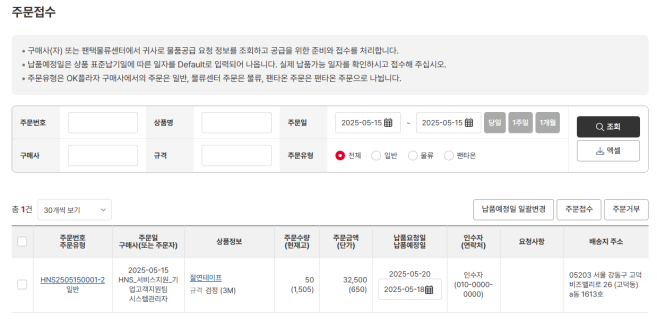 주문접수
• 구매사(자) 또는 팬택물류센터에서 귀사로 물품공급 요청 정보를 조회하고 공급을 위한 준비와 접수를 처리합니다.
• 납품예정일은 상품 표준납기일에 따른 일자를 Default로 입력되어 나옵니다. 실제 납품가능 일자를 확인하시고 접수해 주십시오.
• 주문유형은 OK플라자 구매사에서의 주문은 일반, 물류센터 주문은 물류, 팬타온 주문은 팬타온 주문으로 나뉩니다.
주문번호 상품명 주문일 2025-05-15 ~ 2025-05-15 당일 1주일 1개월 조회
구매사 규격 주문유형 전체 일반 물류 팬타온 엑셀
총 1건 30개씩 보기 납품예정일 일괄변경 주문접수 주문거부
주문번호 주문일 상품정보 주문수량 주문금액 납품요청일 인수자 요청사항 배송지 주소
주문유형 구매사(또는 주문자) (현재고) (단가) 납품예정일 (연락처)
HNS2505150001-2
일반
2025-05-15
HNS_서비스지원_기
업고객지원팀
시스템관리자
절연테이프
규격 검정 (3M)
50
(1,505)
32,500
(650)
2025-05-20
2025-05-18
인수자
(010-0000-
0000)
05203 서울 강동구 고덕
비즈밸리로 26 (고덕동)
a동 1613호